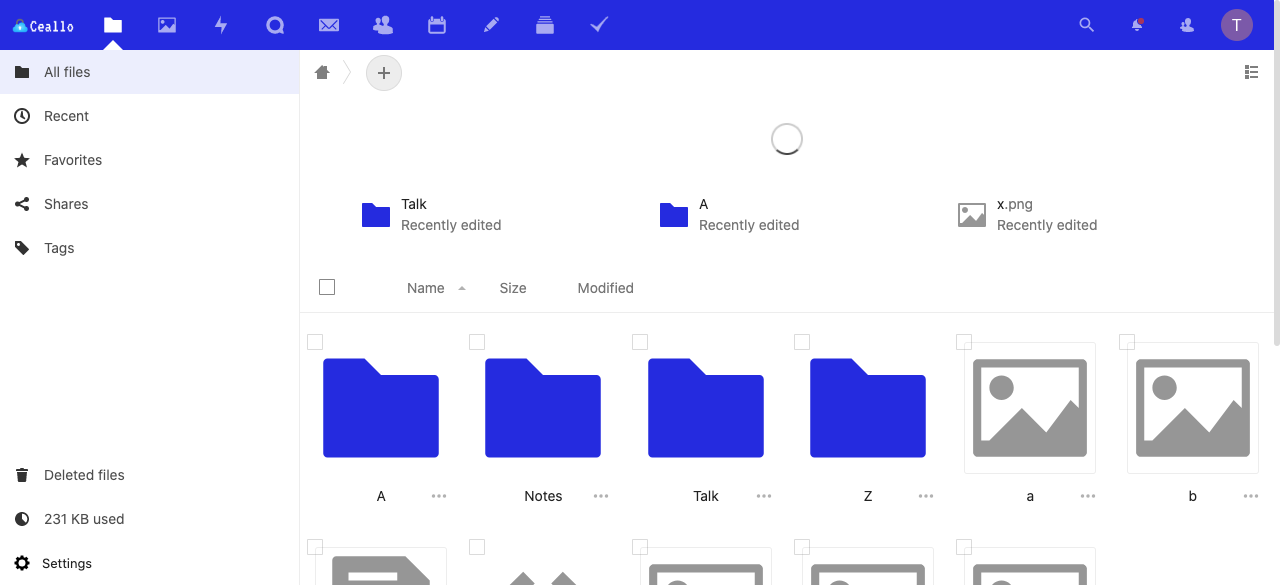 Ceallo
T
All files
Recent
Favorites
Shares
Tags
Deleted files
231 KB used
Settings
Talk
Recently edited
A
Recently edited
x.png
Recently edited
Name Size Modified
A Notes Talk Z a b